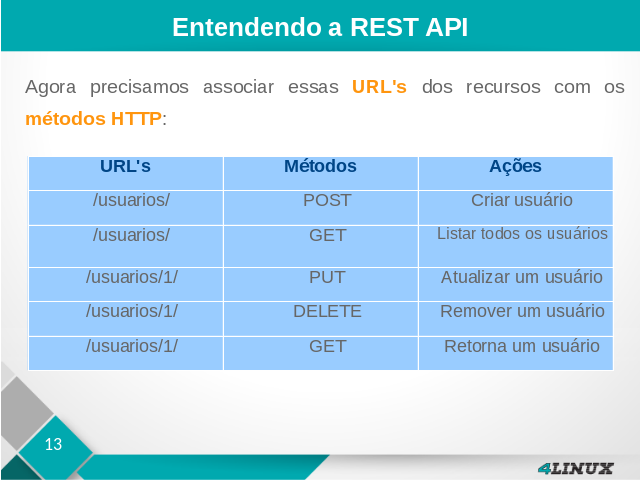 Entendendo a REST API
Agora precisamos associar essas URL's dos recursos com os
métodos HTTP:
URL's Métodos Ações
/usuarios/ POST Criar usuário
/usuarios/ GET Listar todos os usuários
/usuarios/1/ PUT Atualizar um usuário
/usuarios/1/ DELETE Remover um usuário
/usuarios/1/ GET Retorna um usuário
13
4LINUX